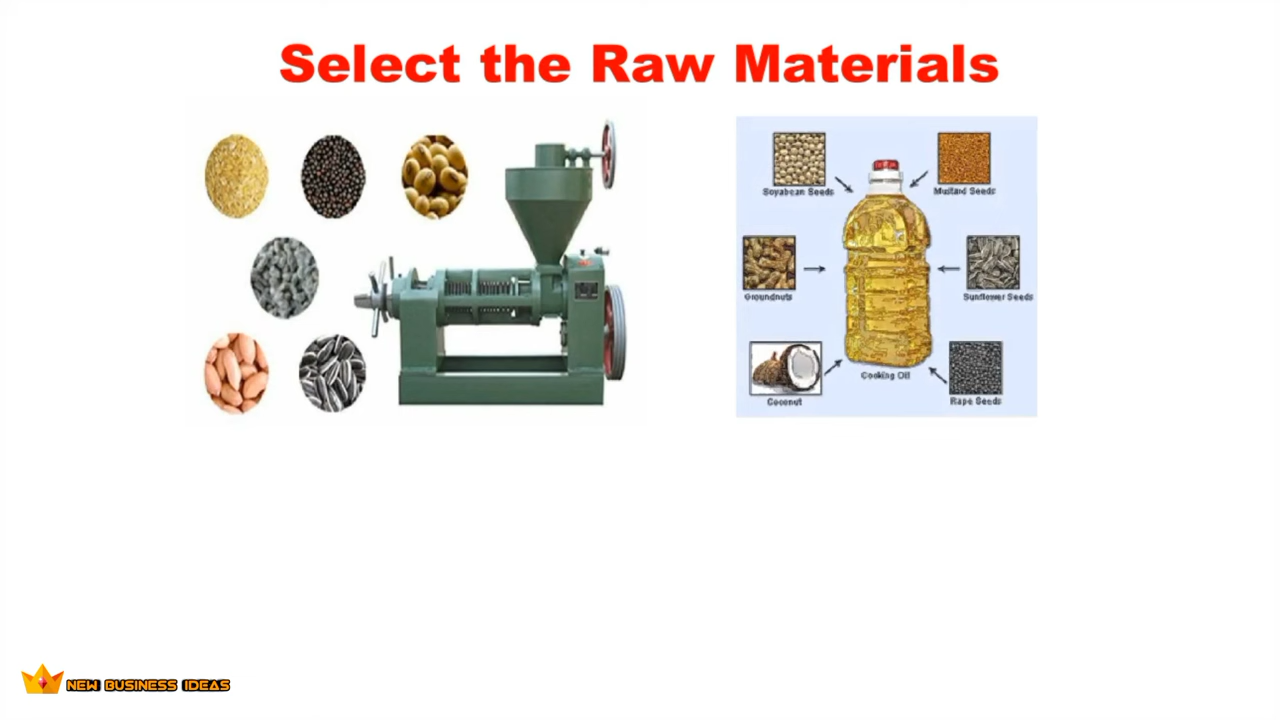 Select the Raw Materials
Soyabean Seeds
Mustard Seeds
Groundnuts
Sunflower Seeds
Cooking Oil
Coconut
Rape Seeds
NEW BUSINESS IDEAS